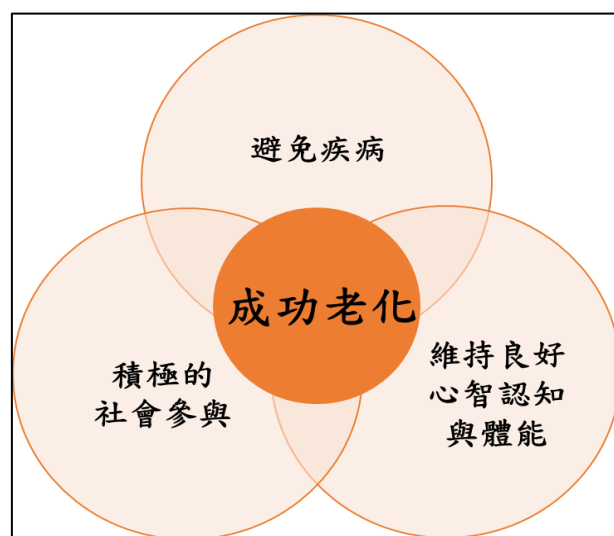 避免疾病
成功老化
積極的
社會參與
維持良好
心智認知
與體能